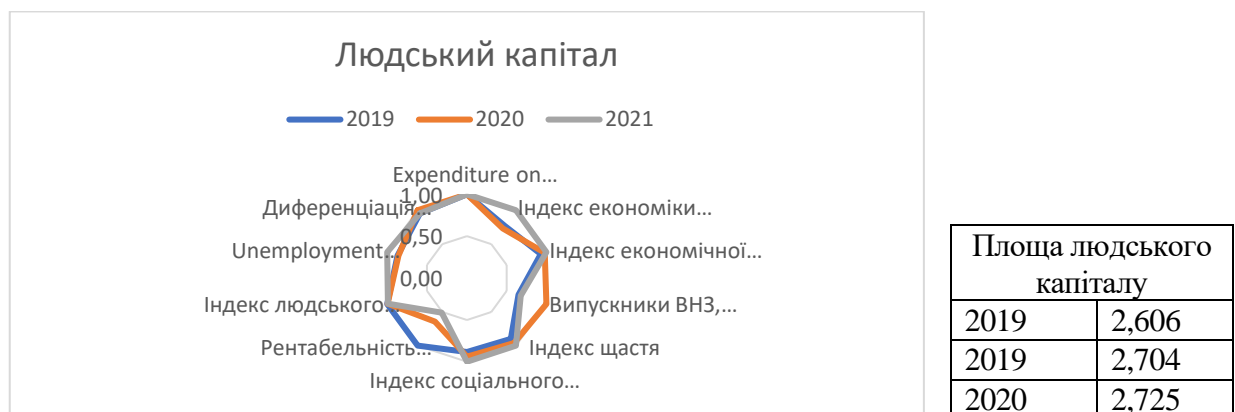 Людський капітал
2019 2020 2021
Expenditure on...
1,00
Диференціація...
Індекс економіки...
Unemployment...
0,50
Індекс економічної...
0,00
Індекс людського...
Випускники ВНЗ,...
Рентабельність...
Індекс щастя
Індекс соціального...
Площа людського
капіталу
2019 2,606
2019 2,704
2020 2,725